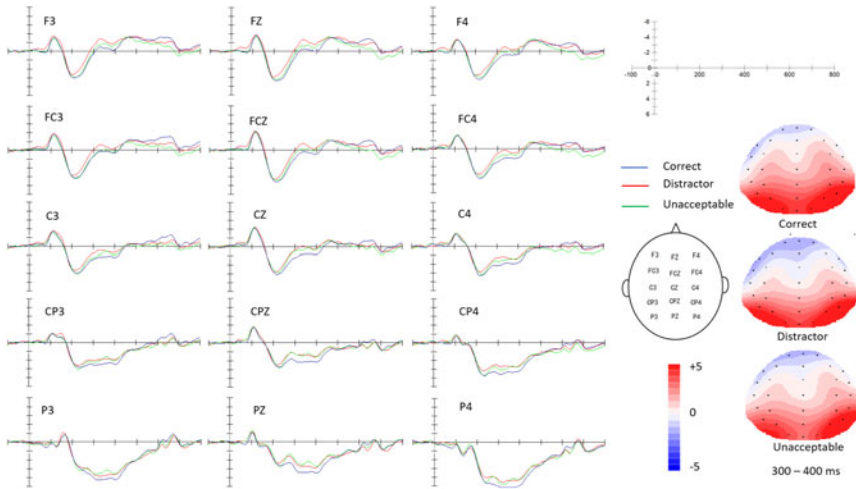 F3
FZ
F4
-6
-4
-2
0
-100 0 200 400 600 800
2
4
6
FC3
FCZ
FC4
Correct
Distractor
Unacceptable
Correct
C3
CZ
C4
F3 FZ F4
FC3 FCZ FC4
C3 CZ C4
CP3 CPZ CP4
P3 PZ P4
Distractor
CP3
CPZ
CP4
+5
0
-5
P3
PZ
P4
Unacceptable
300 – 400 ms